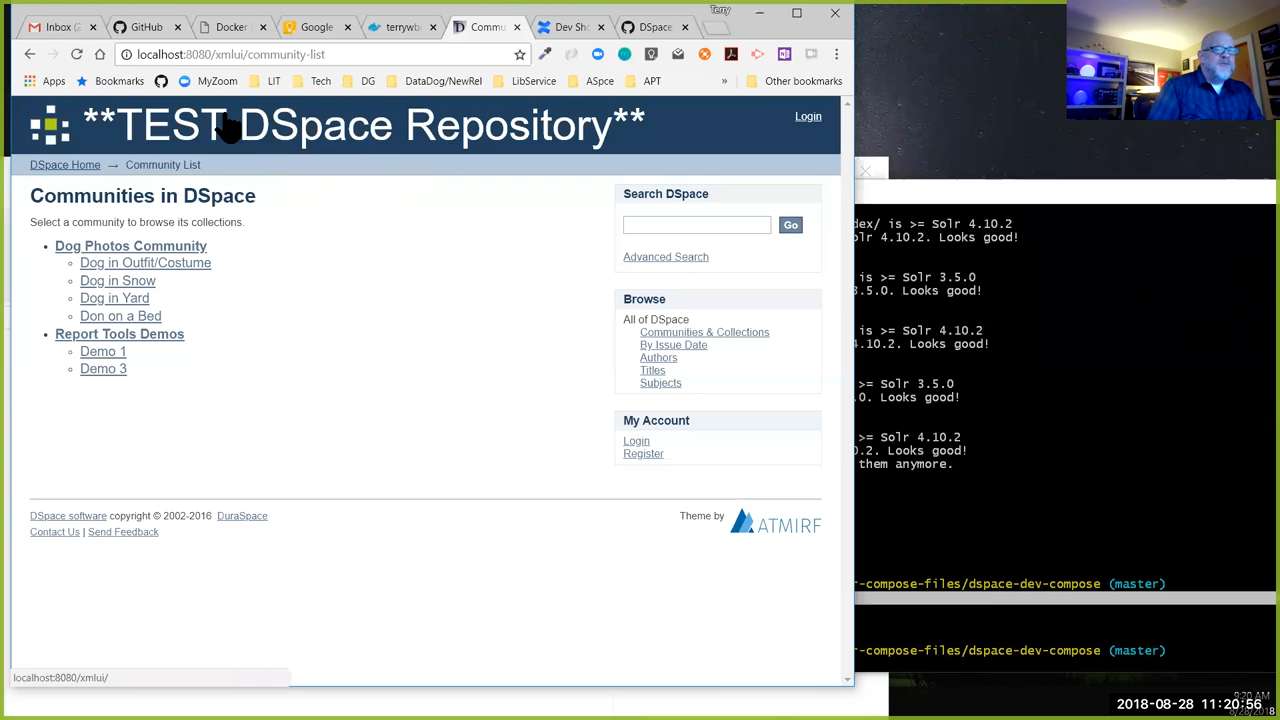 Terry
Inbox (
GitHub
Google
terrywb
Commu
Dev Sho
DSpace
localhost:8080/xmlui/community-list
Apps
Bookmarks
MyZoom
LIT
Tech
DG
DataDog/NewRel
LibService
ASpce
APT
»
Other bookmarks
**TEST DSpace Repository**
Login
DSpace Home → Community List
Communities in DSpace
Select a community to browse its collections.
Dog Photos Community
Dog in Outfit/Costume
Dog in Snow
Dog in Yard
Don on a Bed
Report Tools Demos
Demo 1
Demo 3
Search DSpace
Go
Advanced Search
Browse
All of DSpace
Communities & Collections
By Issue Date
Authors
Titles
Subjects
My Account
Login
Register
DSpace software copyright © 2002-2016 DuraSpace
Contact Us | Send Feedback
Theme by ATMIRE
localhost:8080/xmlui/
dex/ is >= Solr 4.10.2
olr 4.10.2. Looks good!
is >= Solr 3.5.0
3.5.0. Looks good!
is >= Solr 4.10.2
4.10.2. Looks good!
>= Solr 3.5.0
0. Looks good!
>= Solr 4.10.2
0.2. Looks good!
them anymore.
r-compose-files/dspace-dev-compose (master)
r-compose-files/dspace-dev-compose (master)
9:20 AM
2018-08-28 11:20:56